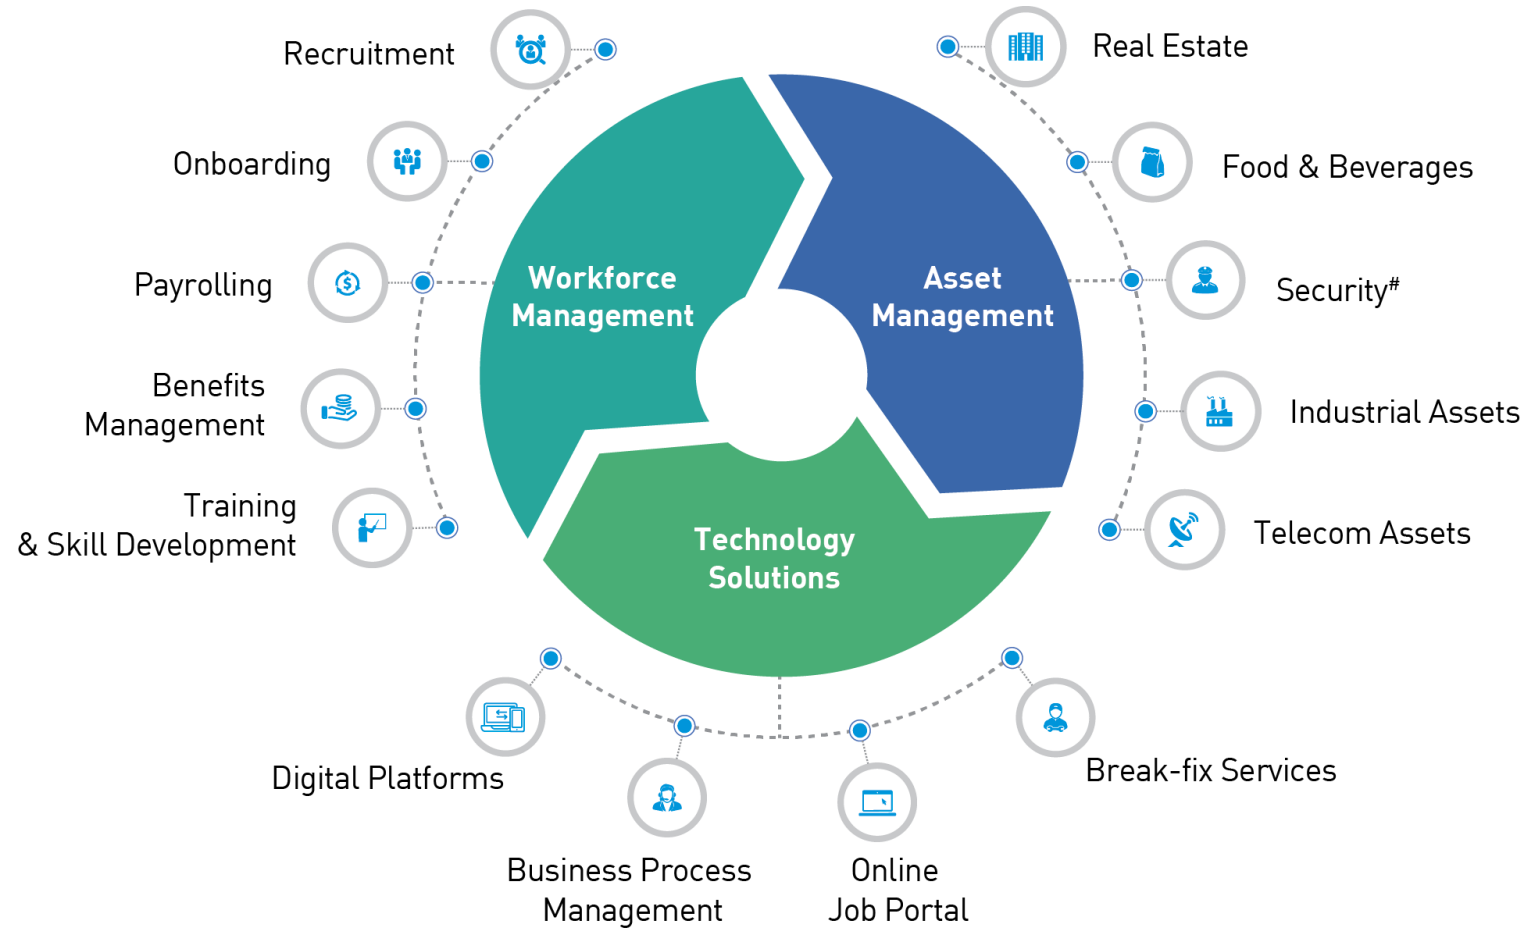 Recruitment
Onboarding
Payrolling
Benefits
Management
Training
& Skill Development
Workforce
Management
Asset
Management
Technology
Solutions
Real Estate
Food & Beverages
Security#
Industrial Assets
Telecom Assets
Digital Platforms
Business Process
Management
Online
Job Portal
Break-fix Services